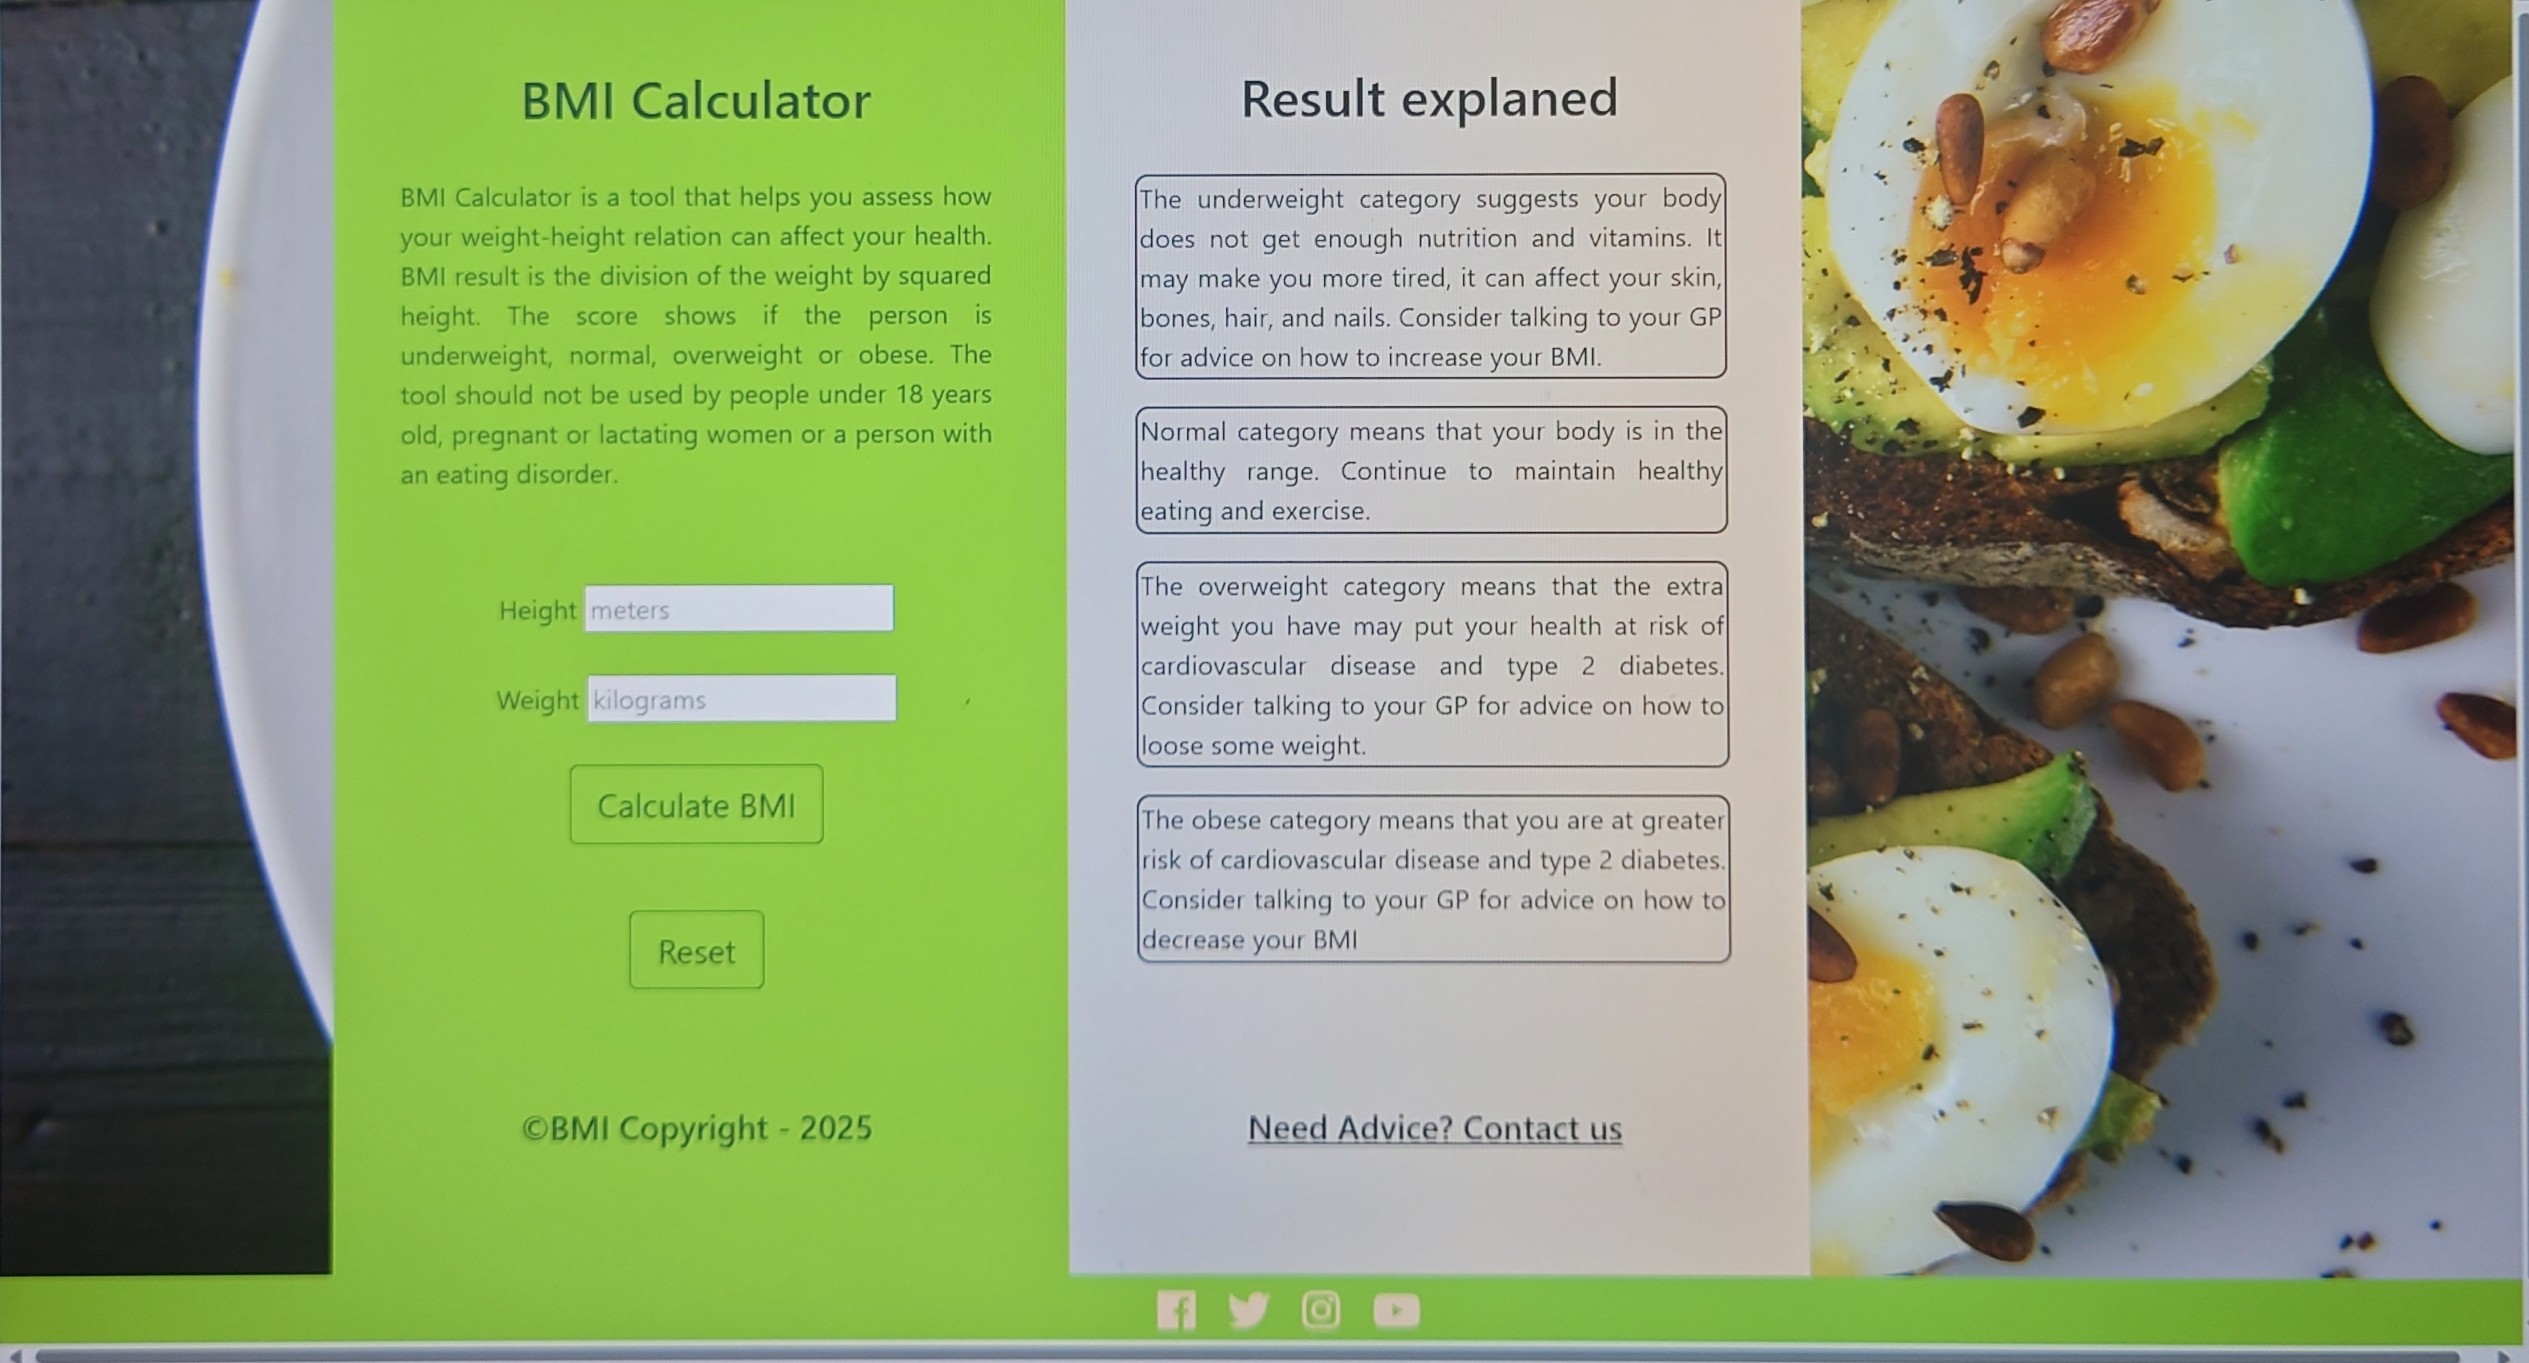 BMI Calculator
BMI Calculator is a tool that helps you assess how
your weight-height relation can affect your health.
BMI result is the division of the weight by squared
height. The score shows if the person is
underweight, normal, overweight or obese. The
tool should not be used by people under 18 years
old, pregnant or lactating women or a person with
an eating disorder.
Height meters
Weight kilograms
Calculate BMI
Reset
©BMI Copyright - 2025
Result explaned
The underweight category suggests your body
does not get enough nutrition and vitamins. It
may make you more tired, it can affect your skin,
bones, hair, and nails. Consider talking to your GP
for advice on how to increase your BMI.
Normal category means that your body is in the
healthy range. Continue to maintain healthy
eating and exercise.
The overweight category means that the extra
weight you have may put your health at risk of
cardiovascular disease and type 2 diabetes.
Consider talking to your GP for advice on how to
loose some weight.
The obese category means that you are at greater
risk of cardiovascular disease and type 2 diabetes.
Consider talking to your GP for advice on how to
decrease your BMI
Need Advice? Contact us